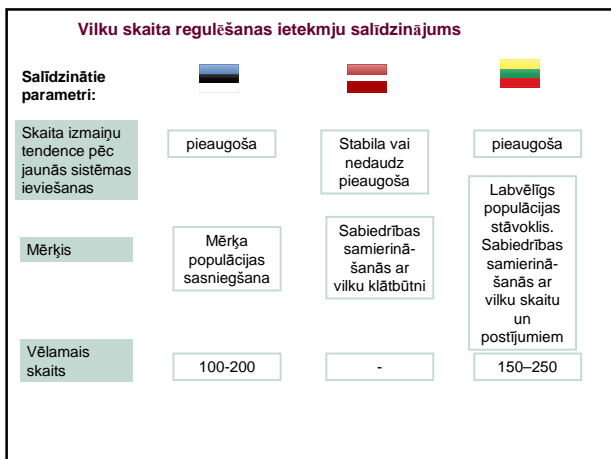 Vilku skaita regulēšanas ietekmju salīdzinājums
Salīdzinātie
parametri:
Skaita izmaiņu
tendence pēc
jaunās sistēmas
ieviešanas
pieaugoša
Stabila vai
nedaudz
pieaugoša
pieaugoša
Mērķis
Mērķa
populācijas
sasniegšana
Sabiedrības
samierinā-
šanās ar
vilku klātbūtni
Labvēlīgs
populācijas
stāvoklis.
Sabiedrības
samierinā-
šanās ar
vilku skaitu
un
postījumiem
Vēlamais
skaits
100-200
-
150–250